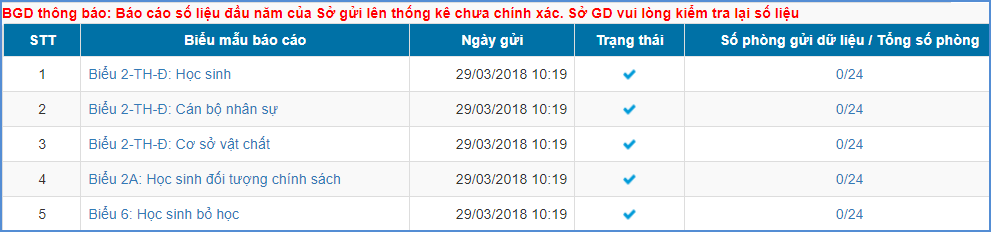 BGD thông báo: Báo cáo số liệu đầu năm của Sở gửi lên thống kê chưa chính xác. Sở GD vui lòng kiểm tra lại số liệu
STT Biểu mẫu báo cáo Ngày gửi Trạng thái Số phòng gửi dữ liệu / Tổng số phòng
1 Biểu 2-TH-Đ: Học sinh 29/03/2018 10:19 ✔ 0/24
2 Biểu 2-TH-Đ: Cán bộ nhân sự 29/03/2018 10:19 ✔ 0/24
3 Biểu 2-TH-Đ: Cơ sở vật chất 29/03/2018 10:19 ✔ 0/24
4 Biểu 2A: Học sinh đối tượng chính sách 29/03/2018 10:19 ✔ 0/24
5 Biểu 6: Học sinh bỏ học 29/03/2018 10:19 ✔ 0/24